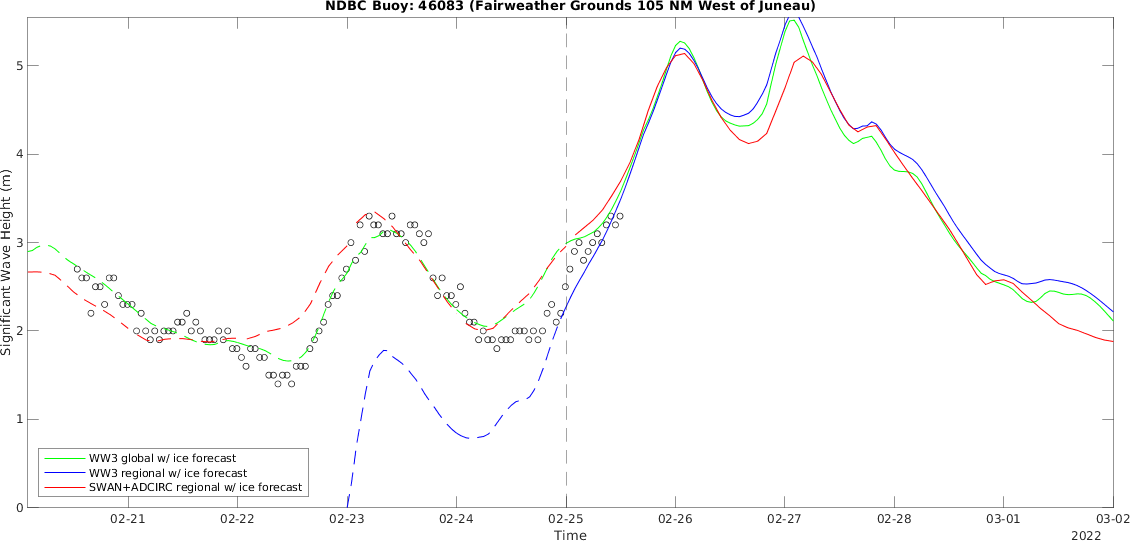 NDBC Buoy: 46083 (Fairweather Grounds 105 NM West of Juneau)
Significant Wave Height (m)
5
4
3
2
1
0
WW3 global w/ ice forecast
WW3 regional w/ ice forecast
SWAN+ADCIRC regional w/ ice forecast
02-21 02-22 02-23 02-24 02-25 02-26 02-27 02-28 03-01 03-02
Time
2022